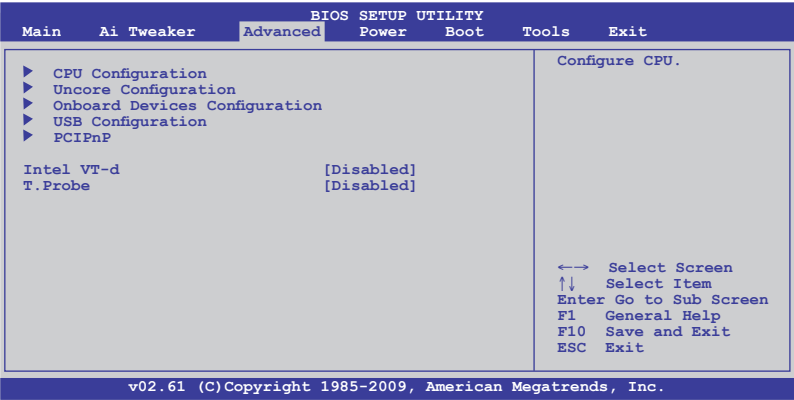 BIOS SETUP UTILITY
Main Ai Tweaker Advanced Power Boot Tools Exit
CPU Configuration
Uncore Configuration
Onboard Devices Configuration
USB Configuration
PCIPnP
Intel VT-d [Disabled]
T.Probe [Disabled]
Configure CPU.
←→ Select Screen
↑↓ Select Item
Enter Go to Sub Screen
F1 General Help
F10 Save and Exit
ESC Exit
v02.61 (C)Copyright 1985-2009, American Megatrends, Inc.